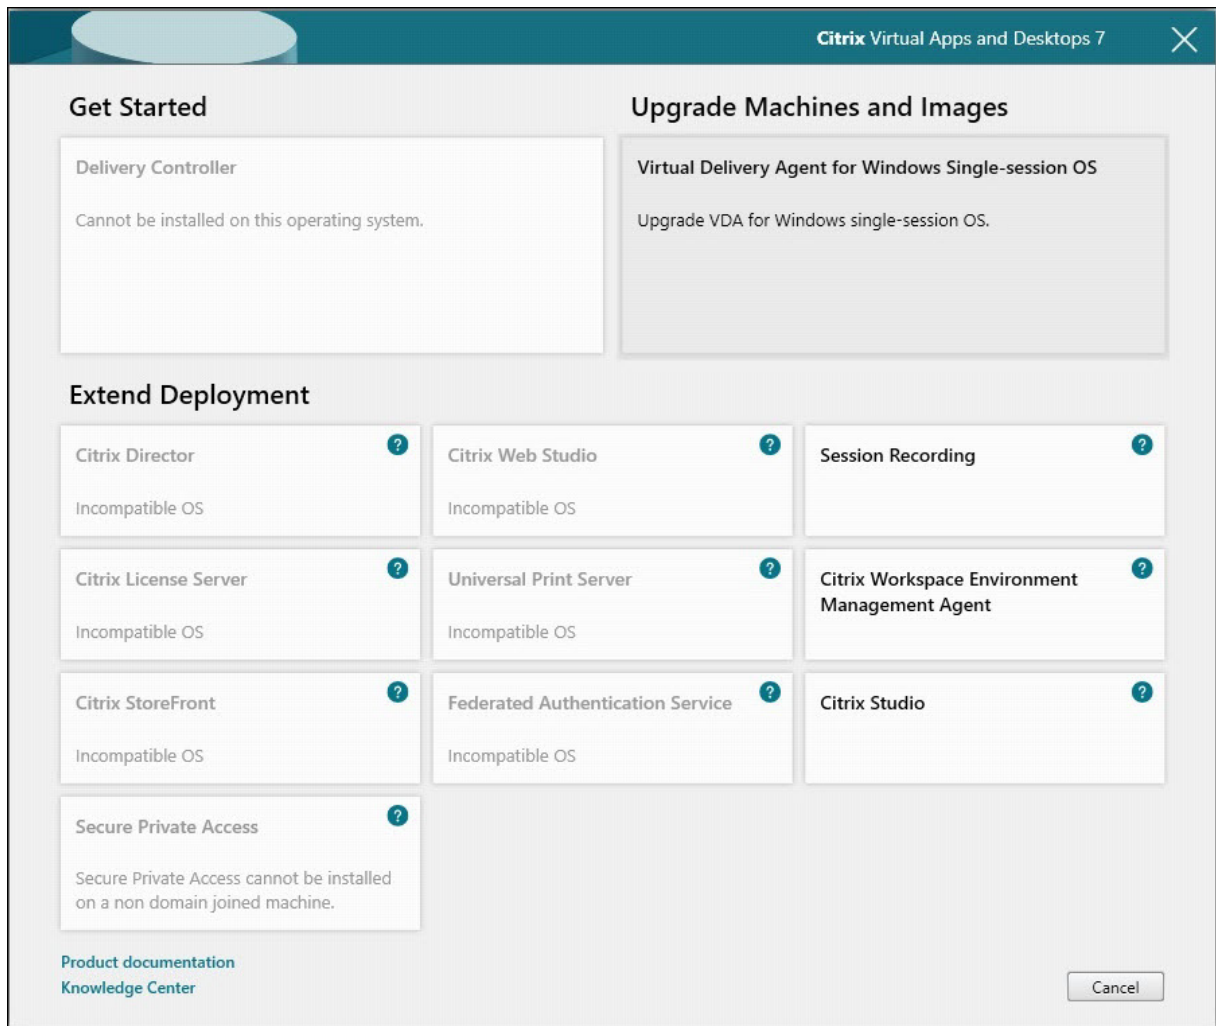 Citrix Virtual Apps and Desktops 7
Get Started
Delivery Controller
Cannot be installed on this operating system.
Upgrade Machines and Images
Virtual Delivery Agent for Windows Single-session OS
Upgrade VDA for Windows single-session OS.
Extend Deployment
Citrix Director
?
Incompatible OS
Citrix Web Studio
?
Incompatible OS
Session Recording
?
Citrix License Server
?
Incompatible OS
Universal Print Server
?
Incompatible OS
Citrix Workspace Environment
Management Agent
?
Citrix StoreFront
?
Incompatible OS
Federated Authentication Service
?
Incompatible OS
Citrix Studio
?
Secure Private Access
?
Secure Private Access cannot be installed
on a non domain joined machine.
Product documentation
Knowledge Center
Cancel